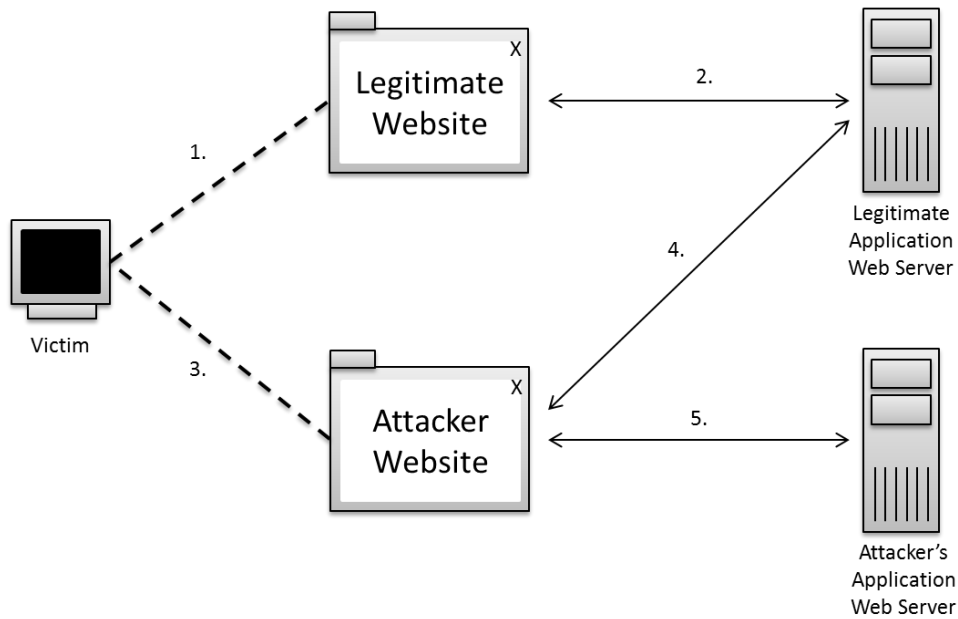 X
Legitimate
Website
2.
1.
Legitimate
Application
Web Server
4.
Victim
3.
X
Attacker
Website
5.
Attacker’s
Application
Web Server